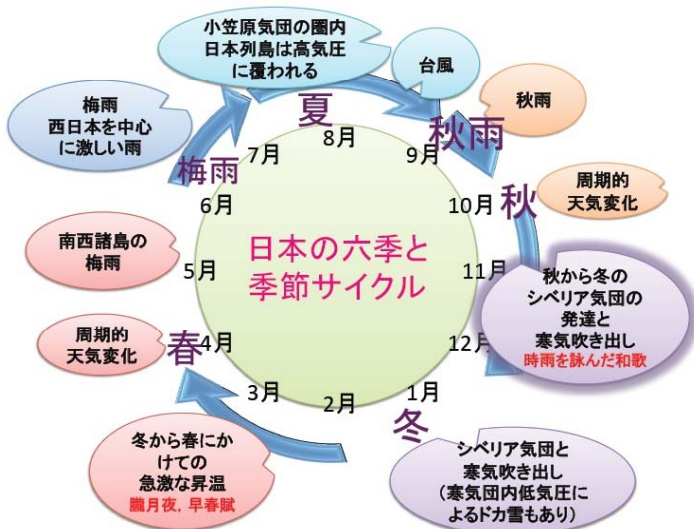 小笠原気団の圏内
日本列島は高気圧
に覆われる
台風
梅雨
西日本を中心
に激しい雨
秋雨
夏
秋雨
梅雨
秋
冬
春
8月
9月
10月
11月
12月
1月
2月
3月
4月
5月
6月
7月
日本の六季と
季節サイクル
周期的
天気変化
秋から冬の
シベリア気団の
発達と
寒気吹き出し
時雨を詠んだ和歌
シベリア気団と
寒気吹き出し
(寒気団内低気圧に
よるドカ雪もあり)
冬から春にか
けての
急激な昇温
朧月夜, 早春賦
周期的
天気変化
南西諸島の
梅雨